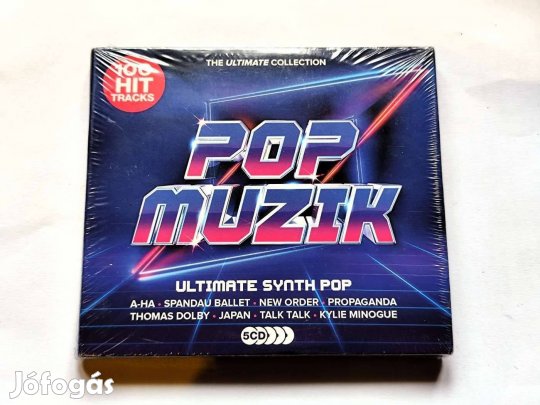 100
HIT
TRACKS
THE ULTIMATE COLLECTION
POP
MUZIK
ULTIMATE SYNTH POP
A-HA • SPANDAU BALLET • NEW ORDER • PROPAGANDA
THOMAS DOLBY • JAPAN • TALK TALK • KYLIE MINOGUE
5CD
Jófogás